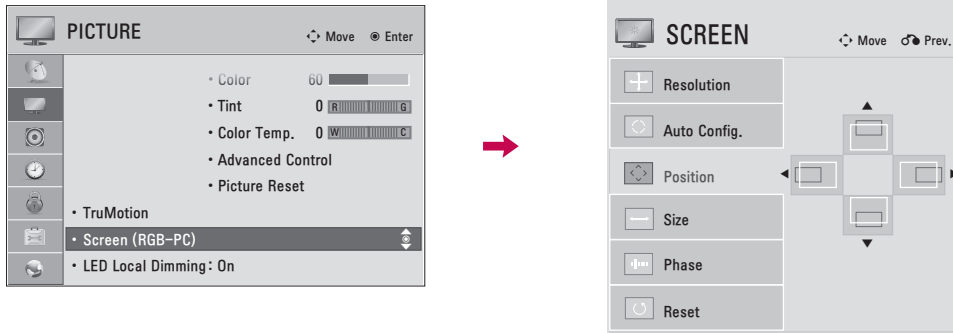 PICTURE
Move Enter
• Color 60
• Tint 0 R G
• Color Temp. 0 W C
• Advanced Control
• Picture Reset
• TruMotion
• Screen (RGB-PC)
• LED Local Dimming: On
SCREEN
Move Prev.
Resolution
Auto Config.
Position
Size
Phase
Reset